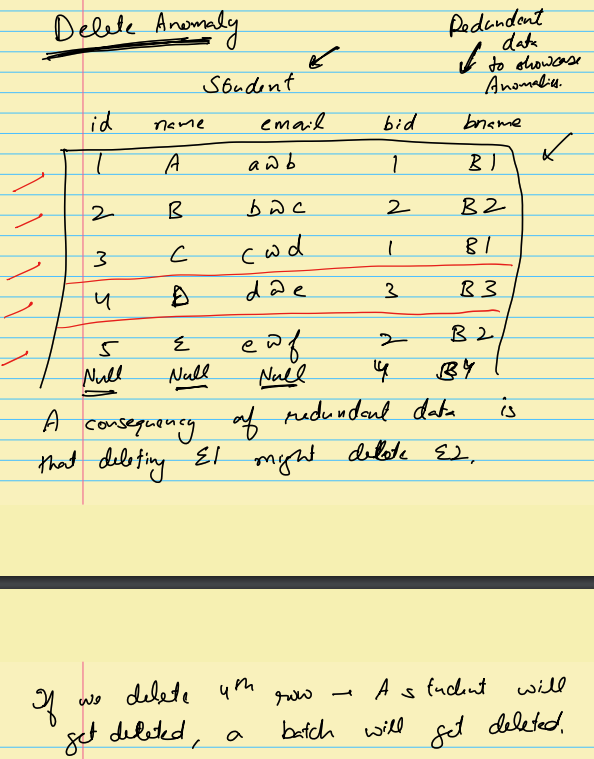 Delete Anomaly
Redundant
data
to showcase
Anomalies.
Student
id name email bid bname
1 A a@b 1 B1
2 B b@c 2 B2
3 C c@d 1 B1
4 D d@e 3 B3
5 E e@f 2 B2
Null Null Null 4 B4
A consequency of redundant data is
that deleting E1 might delete E2.
If we delete 4th row → A student will
get deleted, a batch will get deleted.